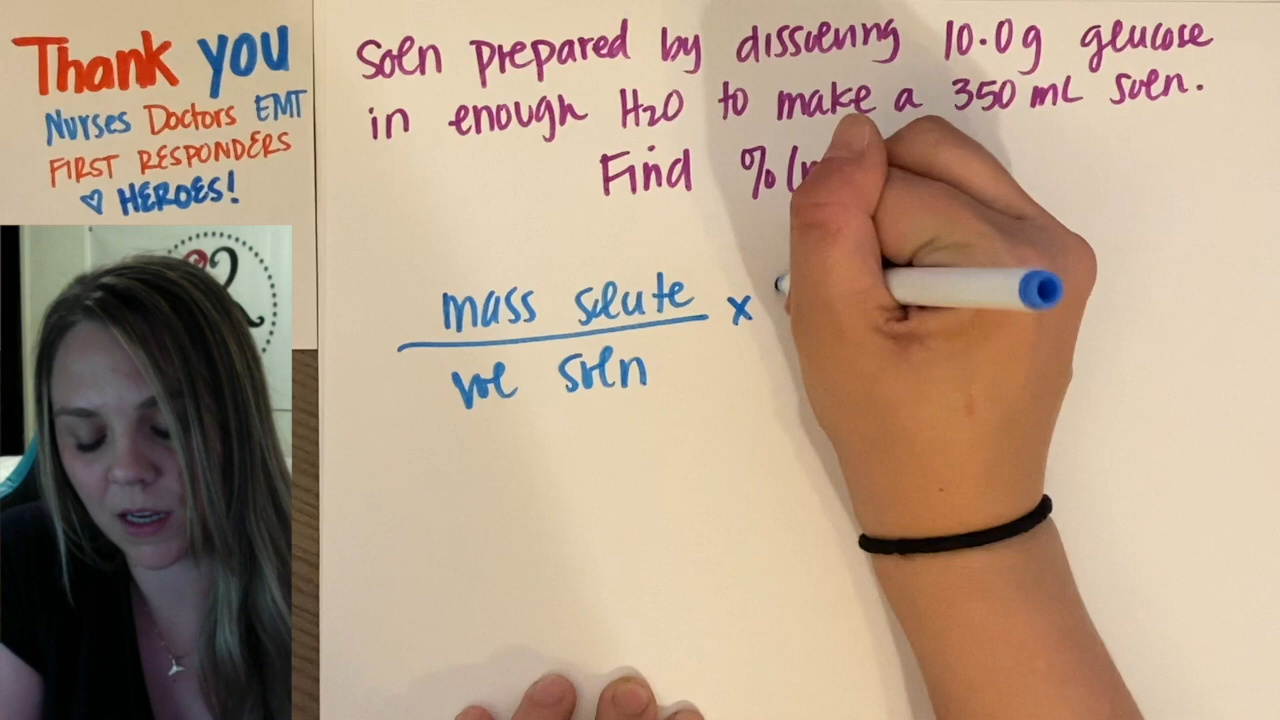 Thank you
Nurses Doctors EMT
FIRST RESPONDERS
♡ HEROES!
Soln prepared by dissolving 10.0g glucose
in enough H2O to make a 350 mL soln.
Find %(
mass solute x
vol soln